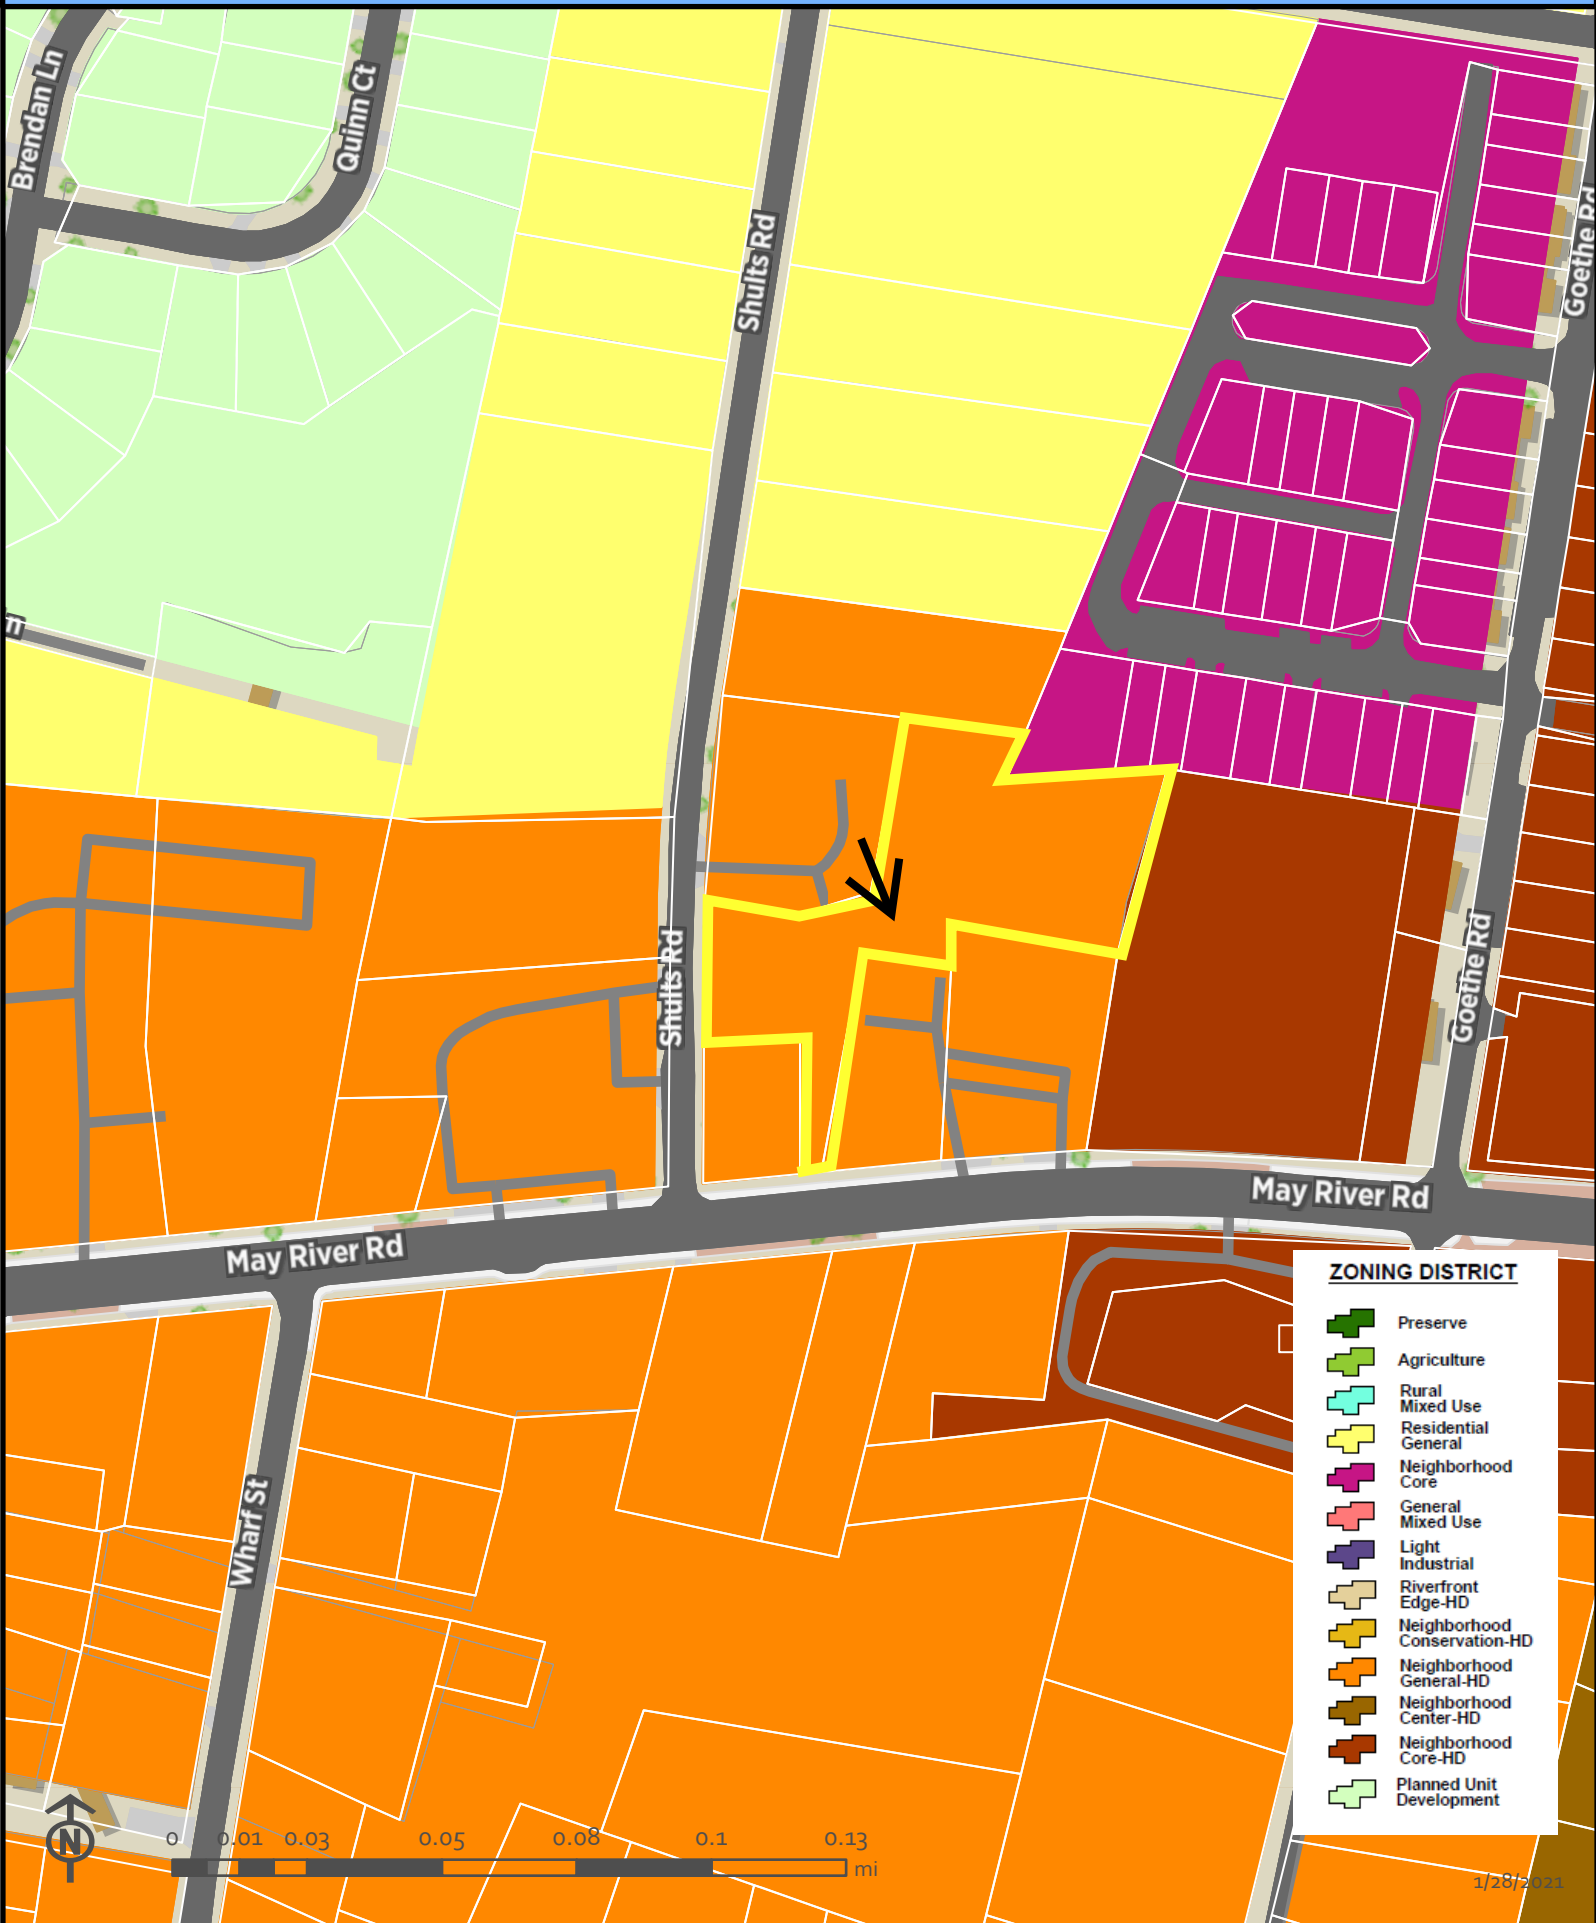 Brendan Ln
Quinn Ct
Shults Rd
Goethe Rd
n
Shults Rd
Goethe Rd
May River Rd
May River Rd
Wharf St
ZONING DISTRICT
Preserve
Agriculture
Rural
Mixed Use
Residential
General
Neighborhood
Core
General
Mixed Use
Light
Industrial
Riverfront
Edge-HD
Neighborhood
Conservation-HD
Neighborhood
General-HD
Neighborhood
Center-HD
Neighborhood
Core-HD
Planned Unit
Development
N
0 0.01 0.03 0.05 0.08 0.1 0.13
mi
1/28/2021